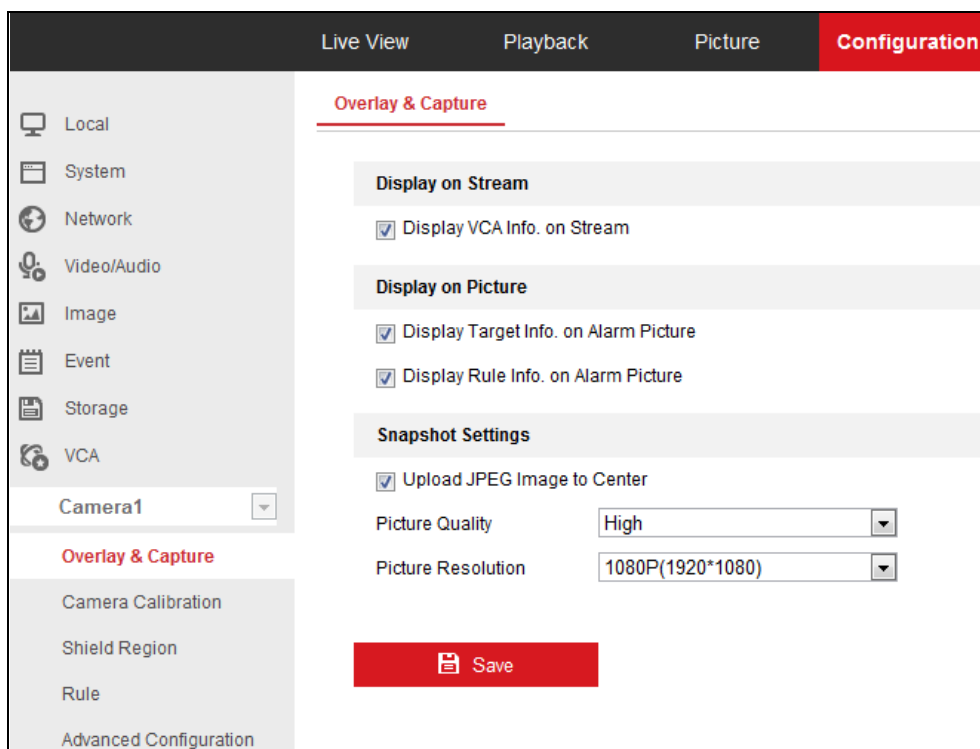 Live View Playback Picture Configuration
Local
System
Network
Video/Audio
Image
Event
Storage
VCA
Camera1
Overlay & Capture
Camera Calibration
Shield Region
Rule
Advanced Configuration
Overlay & Capture
Display on Stream
Display VCA Info. on Stream
Display on Picture
Display Target Info. on Alarm Picture
Display Rule Info. on Alarm Picture
Snapshot Settings
Upload JPEG Image to Center
Picture Quality High
Picture Resolution 1080P(1920*1080)
Save